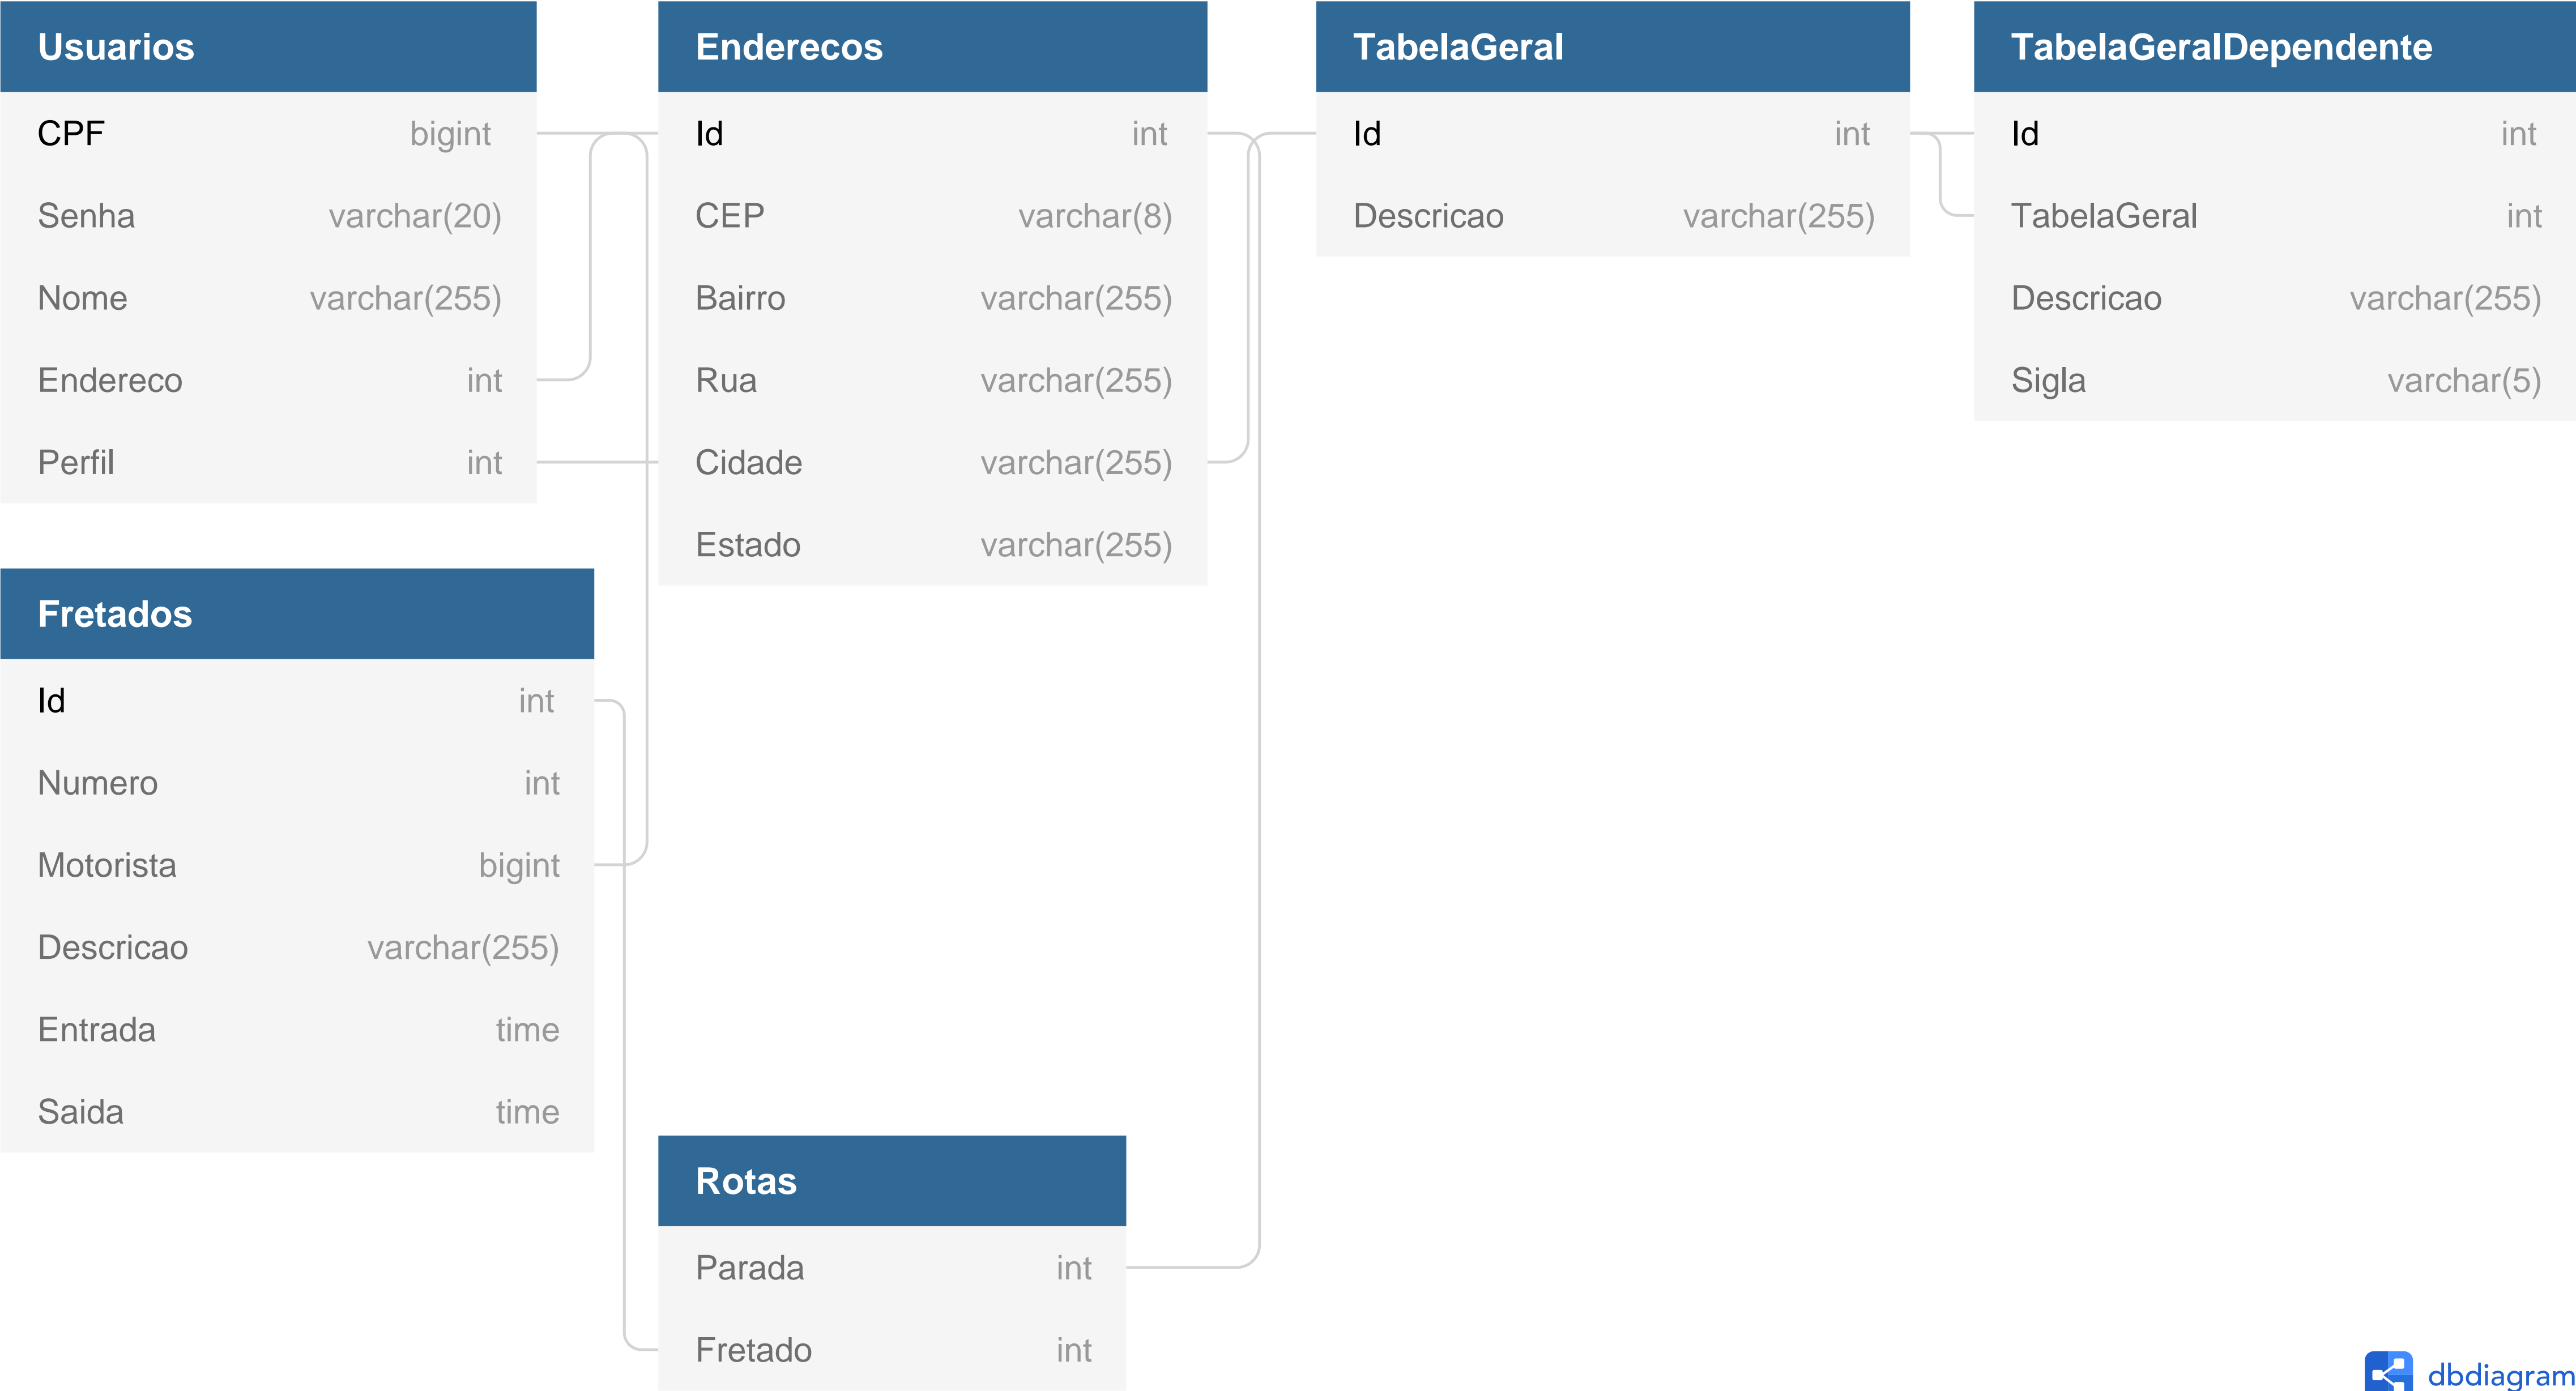 Usuarios
CPF bigint
Senha varchar(20)
Nome varchar(255)
Endereco int
Perfil int
Enderecos
Id int
CEP varchar(8)
Bairro varchar(255)
Rua varchar(255)
Cidade varchar(255)
Estado varchar(255)
TabelaGeral
Id int
Descricao varchar(255)
TabelaGeralDependente
Id int
TabelaGeral int
Descricao varchar(255)
Sigla varchar(5)
Fretados
Id int
Numero int
Motorista bigint
Descricao varchar(255)
Entrada time
Saida time
Rotas
Parada int
Fretado int
dbdiagram